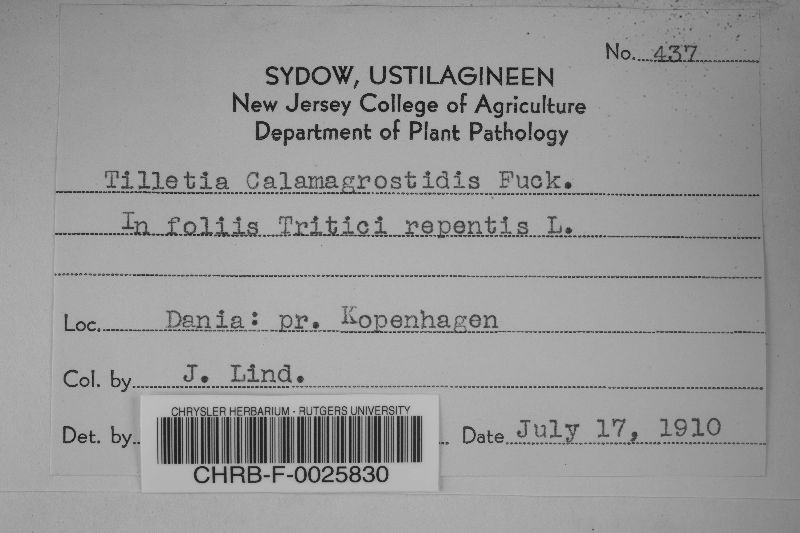 No. 437
SYDOW, USTILAGINEEN
New Jersey College of Agriculture
Department of Plant Pathology
Tilletia Calamagrostidis Fuck.
In foliis Tritici repentis L.
Loc. Dania: pr. Kopenhagen
Col. by J. Lind.
Det. by Date July 17, 1910
CHRYSLER HERBARIUM - RUTGERS UNIVERSITY
CHRB-F-0025830